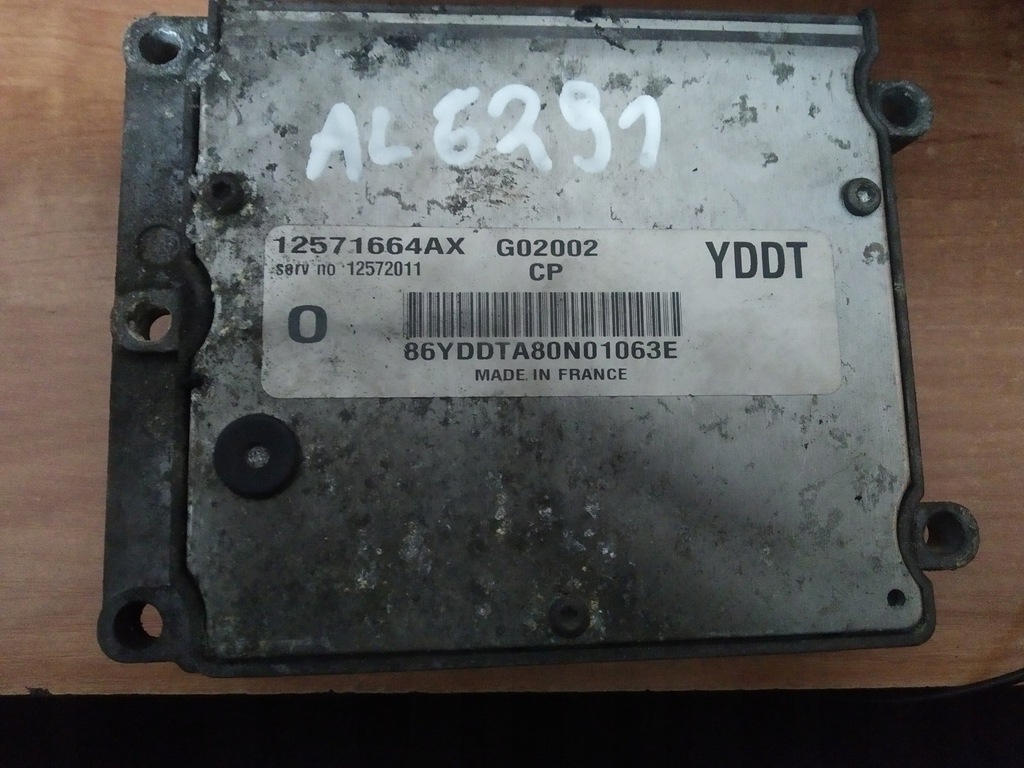 AL6291
12571664AX G02002 YDDT
serv no 12572011 CP
O
86YDDTA80N01063E
MADE IN FRANCE